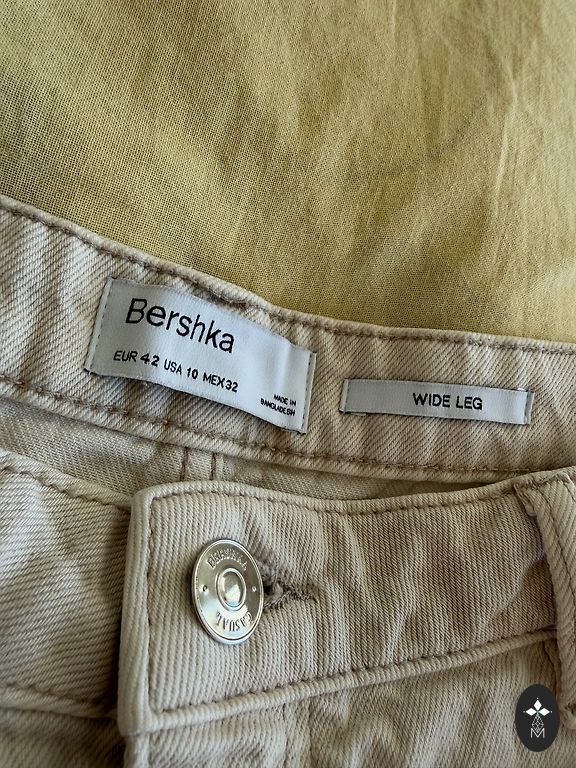 Bershka
EUR 42 USA 10 MEX32
MADE IN
BANGLADESH
WIDE LEG
BERSHKA
CASUAL
M